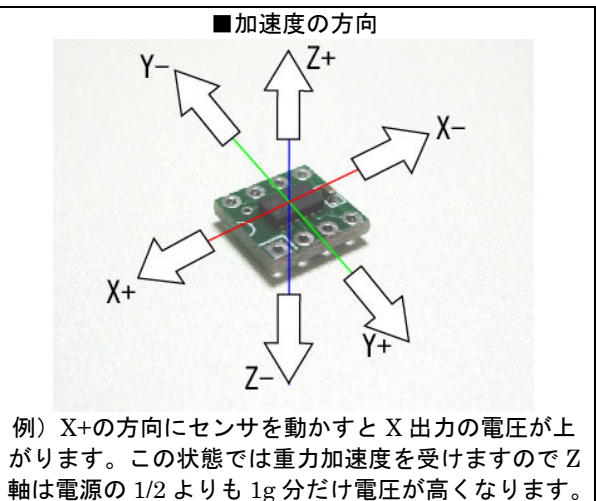 ■加速度の方向
Y-
Z+
X-
X+
Y+
Z-
例）X+の方向にセンサを動かすと X 出力の電圧が上
がります。この状態では重力加速度を受けますので Z
軸は電源の 1/2 よりも 1g 分だけ電圧が高くなります。